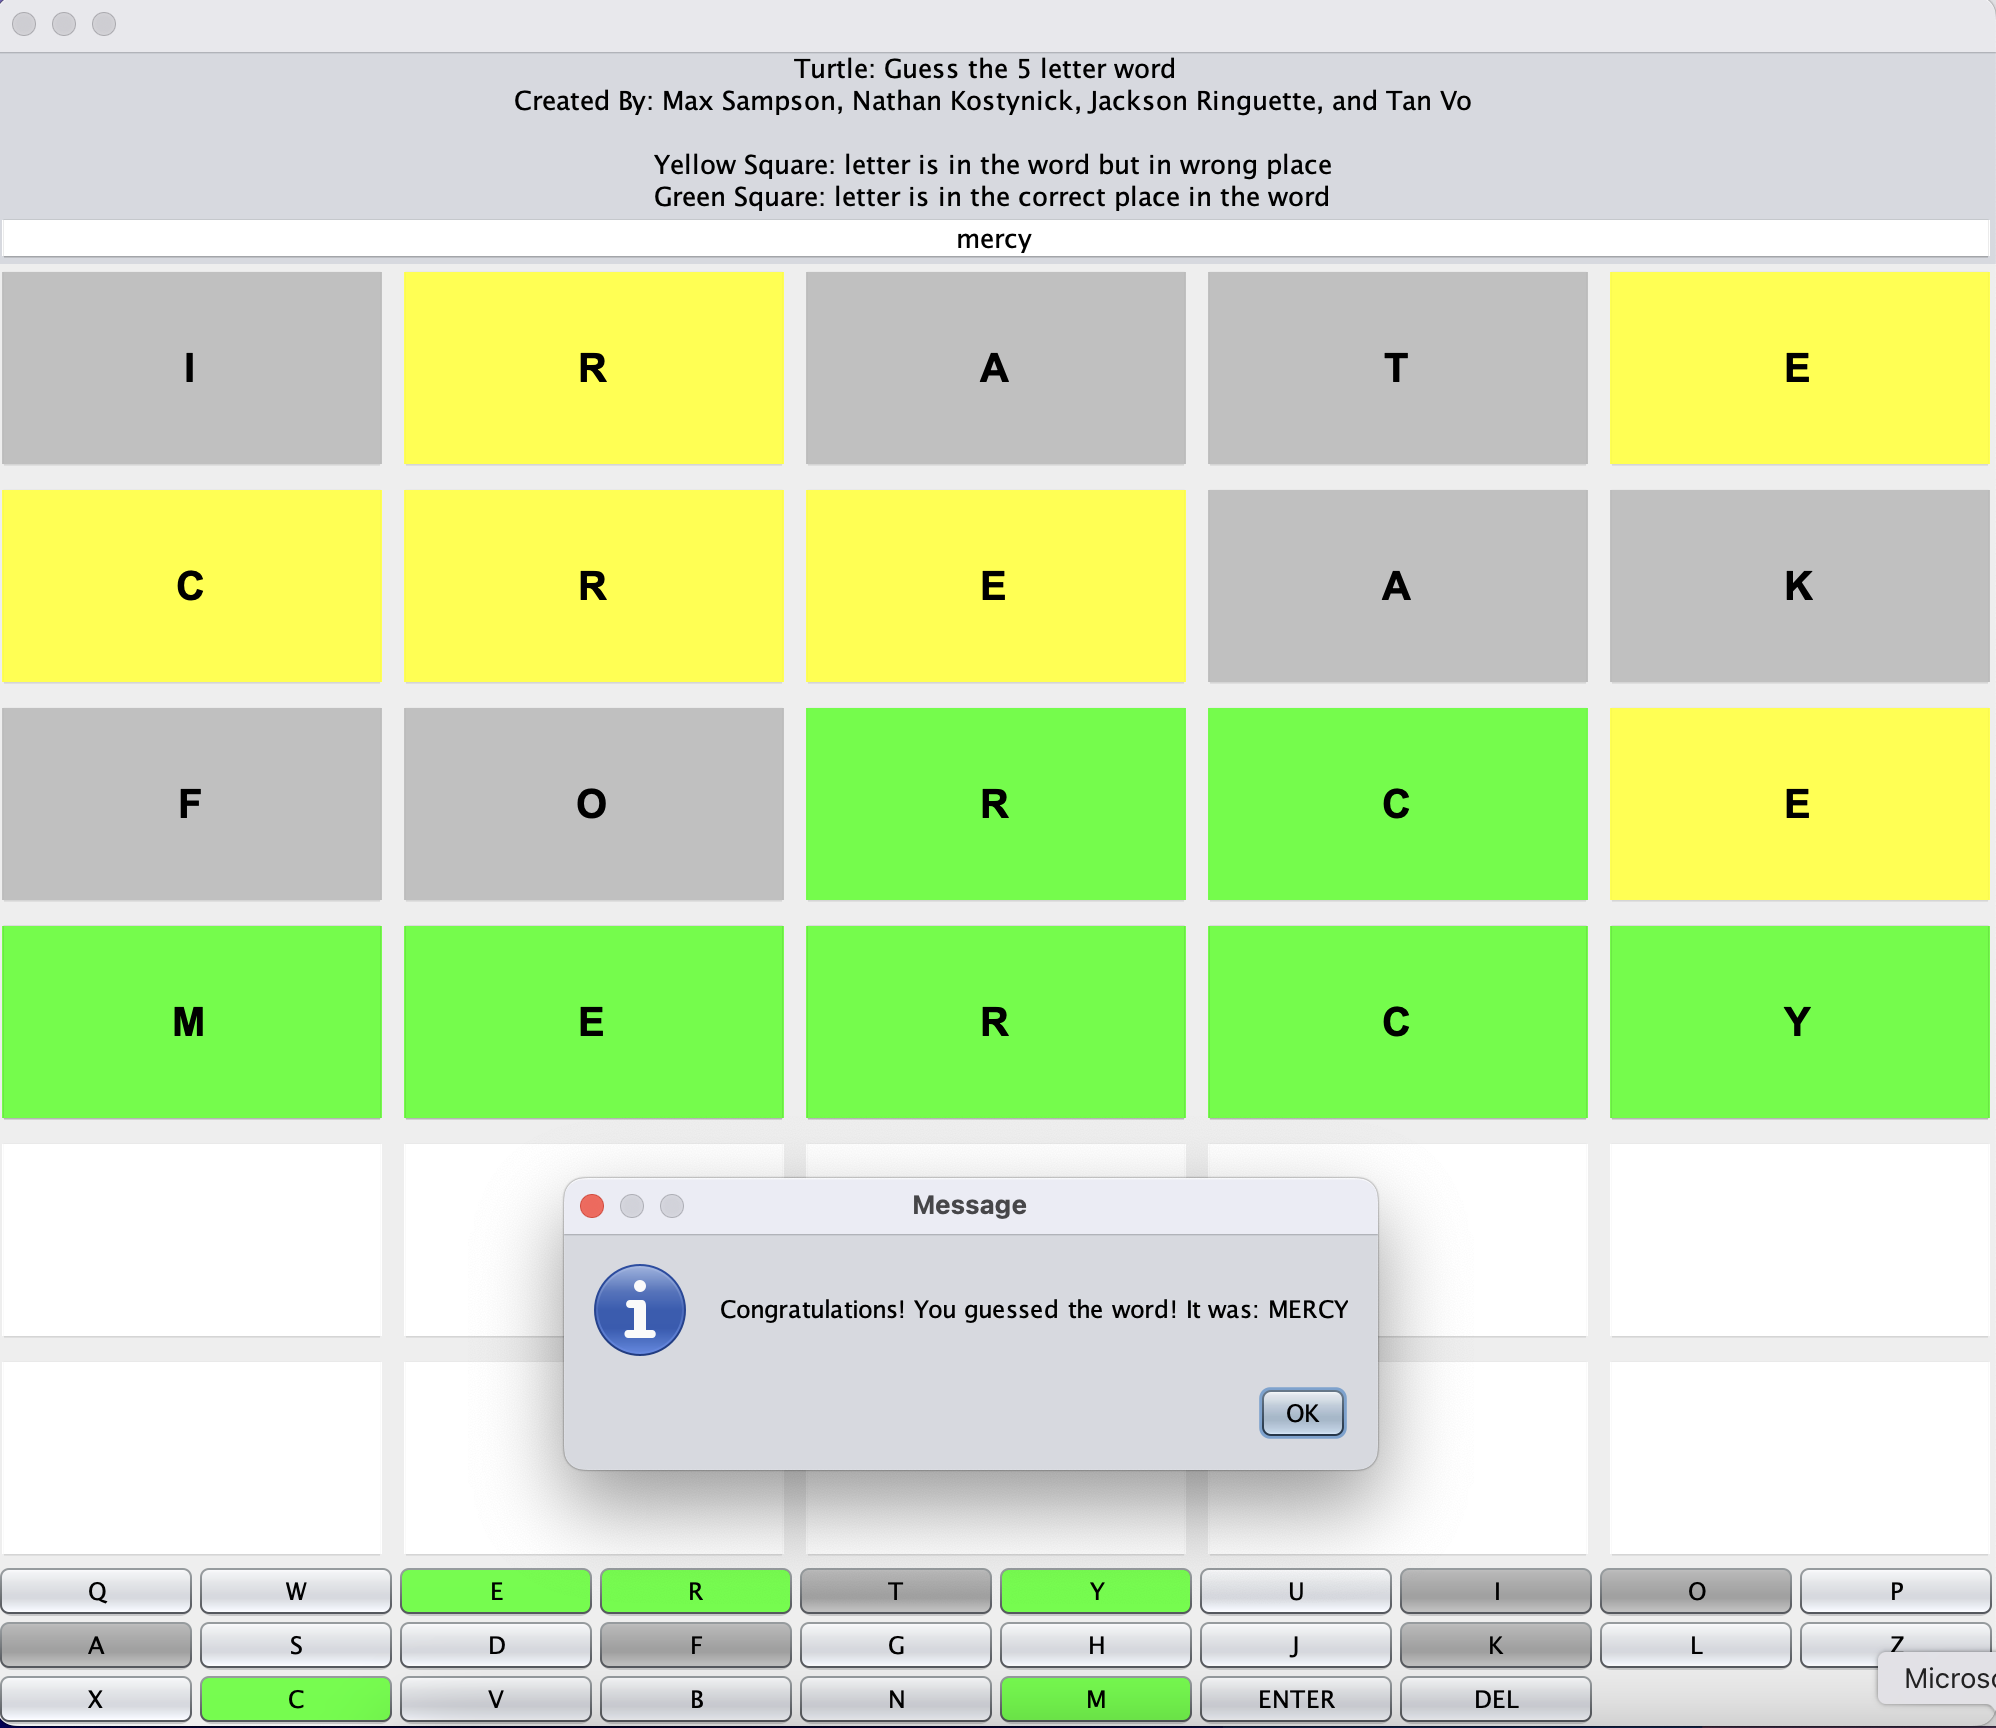 Turtle: Guess the 5 letter word
Created By: Max Sampson, Nathan Kostynick, Jackson Ringuette, and Tan Vo
Yellow Square: letter is in the word but in wrong place
Green Square: letter is in the correct place in the word
mercy
I R A T E
C R E A K
F O R C E
M E R C Y
Message
Congratulations! You guessed the word! It was: MERCY
OK
Q W E R T Y U I O P
A S D F G H J K L Z
X C V B N M ENTER DEL